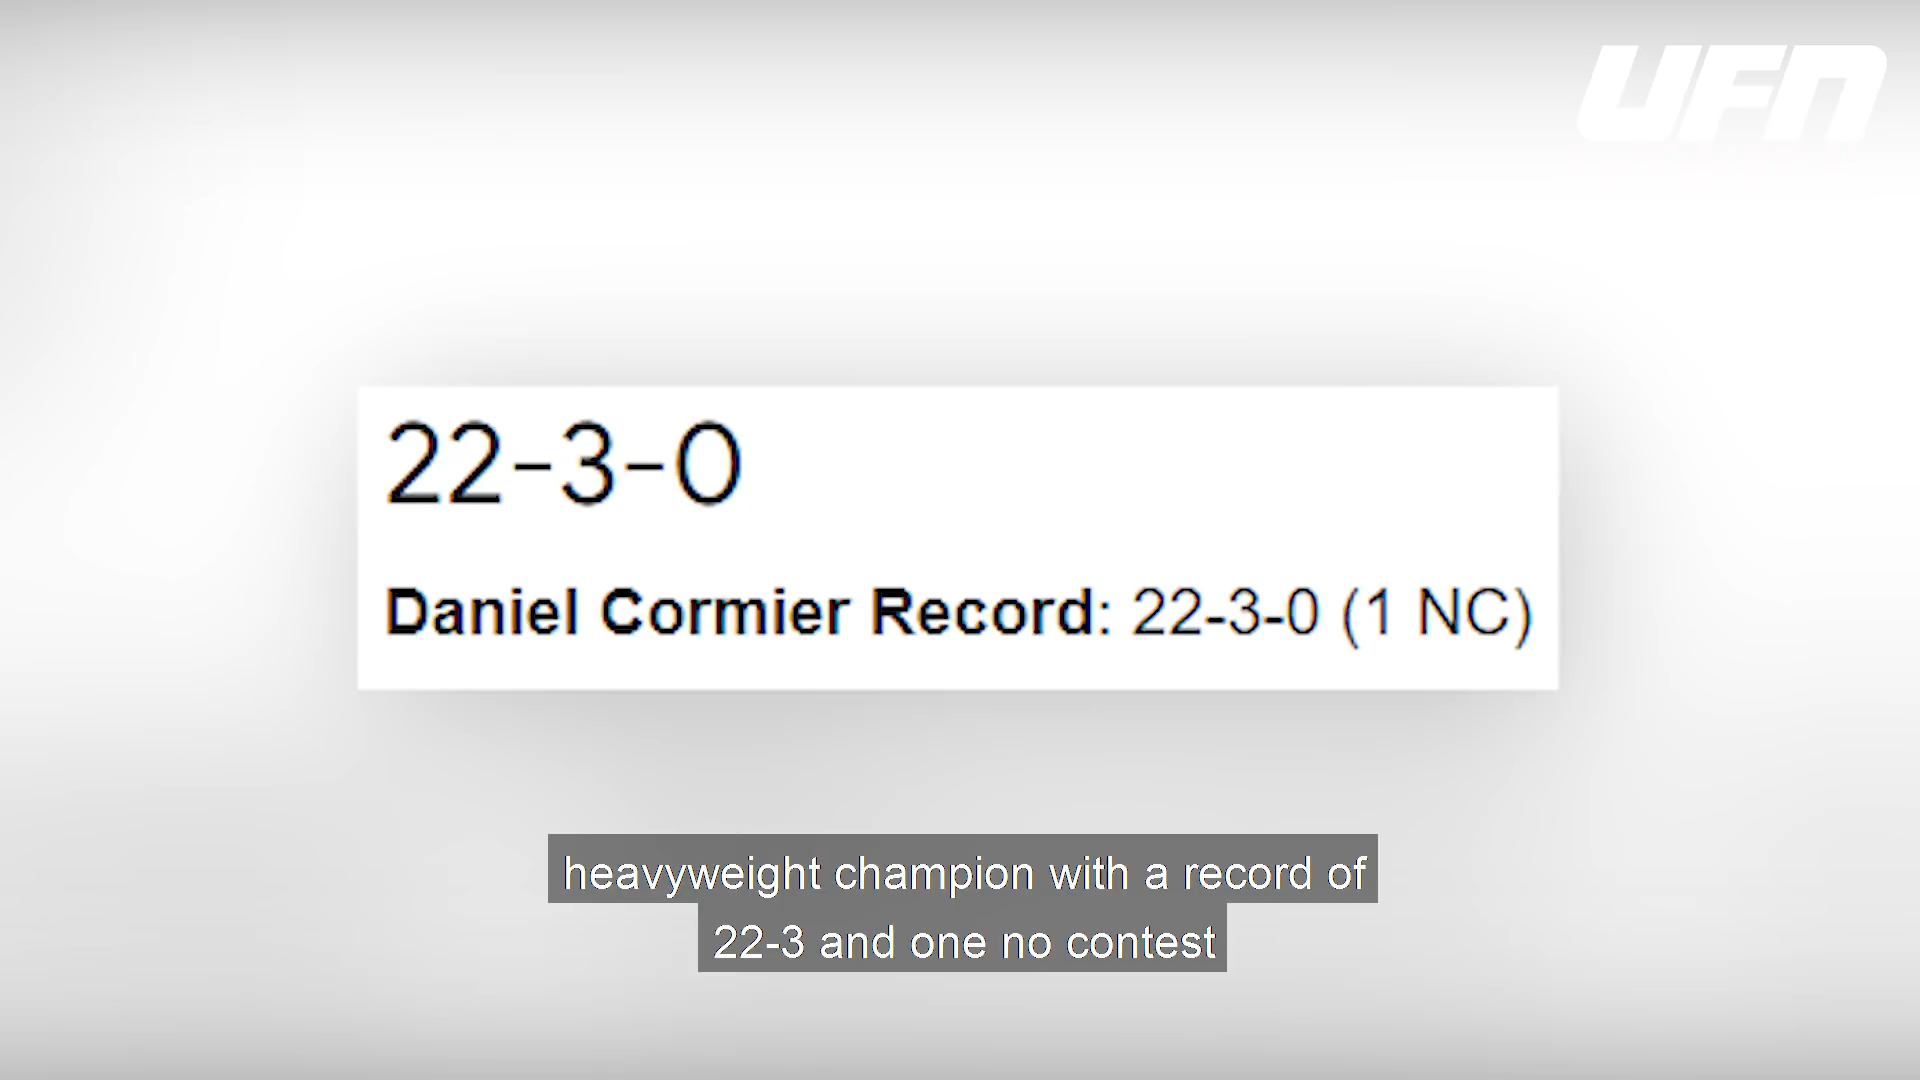 UFN
22-3-0
Daniel Cormier Record: 22-3-0 (1 NC)
heavyweight champion with a record of
22-3 and one no contest